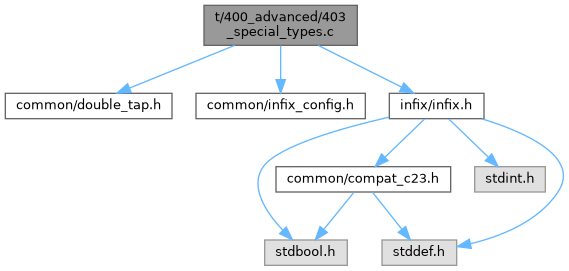 t/400_advanced/403
_special_types.c
common/double_tap.h
common/infix_config.h
infix/infix.h
common/compat_c23.h
stdint.h
stdbool.h
stddef.h